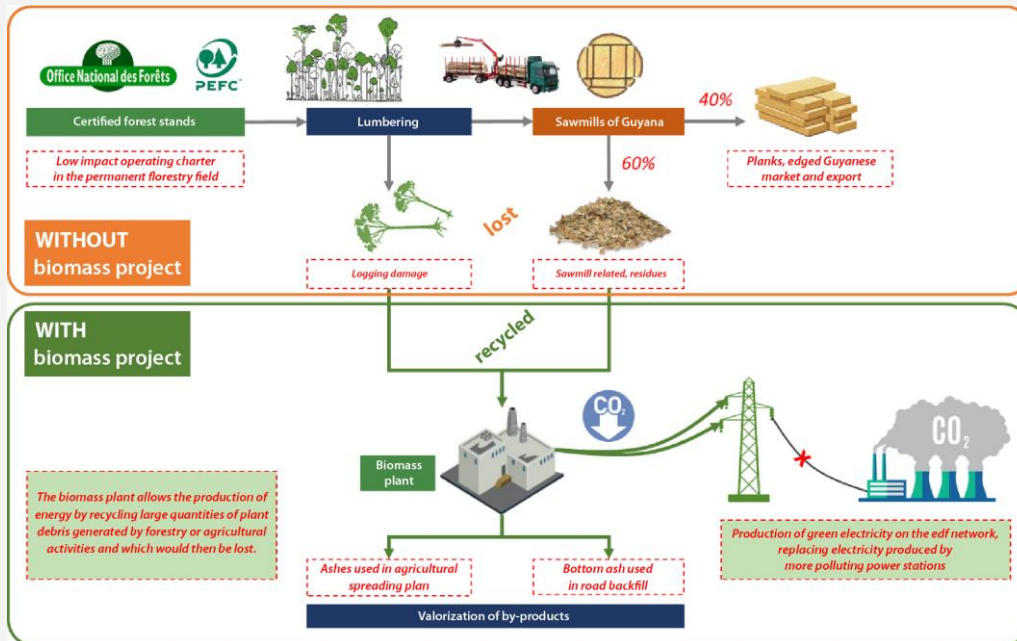 Office National des Forêts
PEFC
Certified forest stands
Lumbering
Sawmills of Guyana
40%
Low impact operating charter
in the permanent florestry field
60%
Planks, edged Guyanese
market and export
lost
WITHOUT
biomass project
Logging damage
Sawmill related, residues
WITH
biomass project
recycled
CO₂
CO₂
Biomass
plant
The biomass plant allows the production of
energy by recycling large quantities of plant
debris generated by forestry or agricultural
activities and which would then be lost.
Production of green electricity on the edf network,
replacing electricity produced by
more polluting power stations
Ashes used in agricultural
spreading plan
Bottom ash used
in road backfill
Valorization of by-products